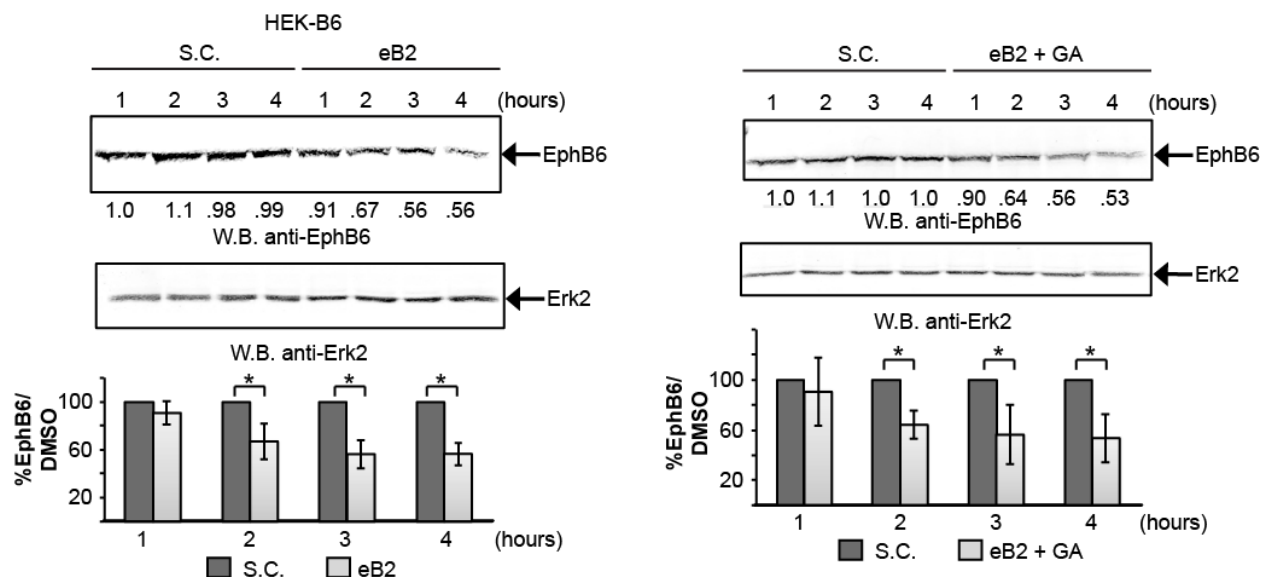 HEK-B6
S.C. eB2
1 2 3 4 1 2 3 4 (hours)
EphB6
1.0 1.1 .98 .99 .91 .67 .56 .56
W.B. anti-EphB6
Erk2
W.B. anti-Erk2
%EphB6/
DMSO
100
60
20
* * *
1 2 3 4 (hours)
S.C. eB2
S.C. eB2 + GA
1 2 3 4 1 2 3 4 (hours)
EphB6
1.0 1.1 1.0 1.0 .90 .64 .56 .53
W.B. anti-EphB6
Erk2
W.B. anti-Erk2
%EphB6/
DMSO
100
60
20
* * *
1 2 3 4 (hours)
S.C. eB2 + GA